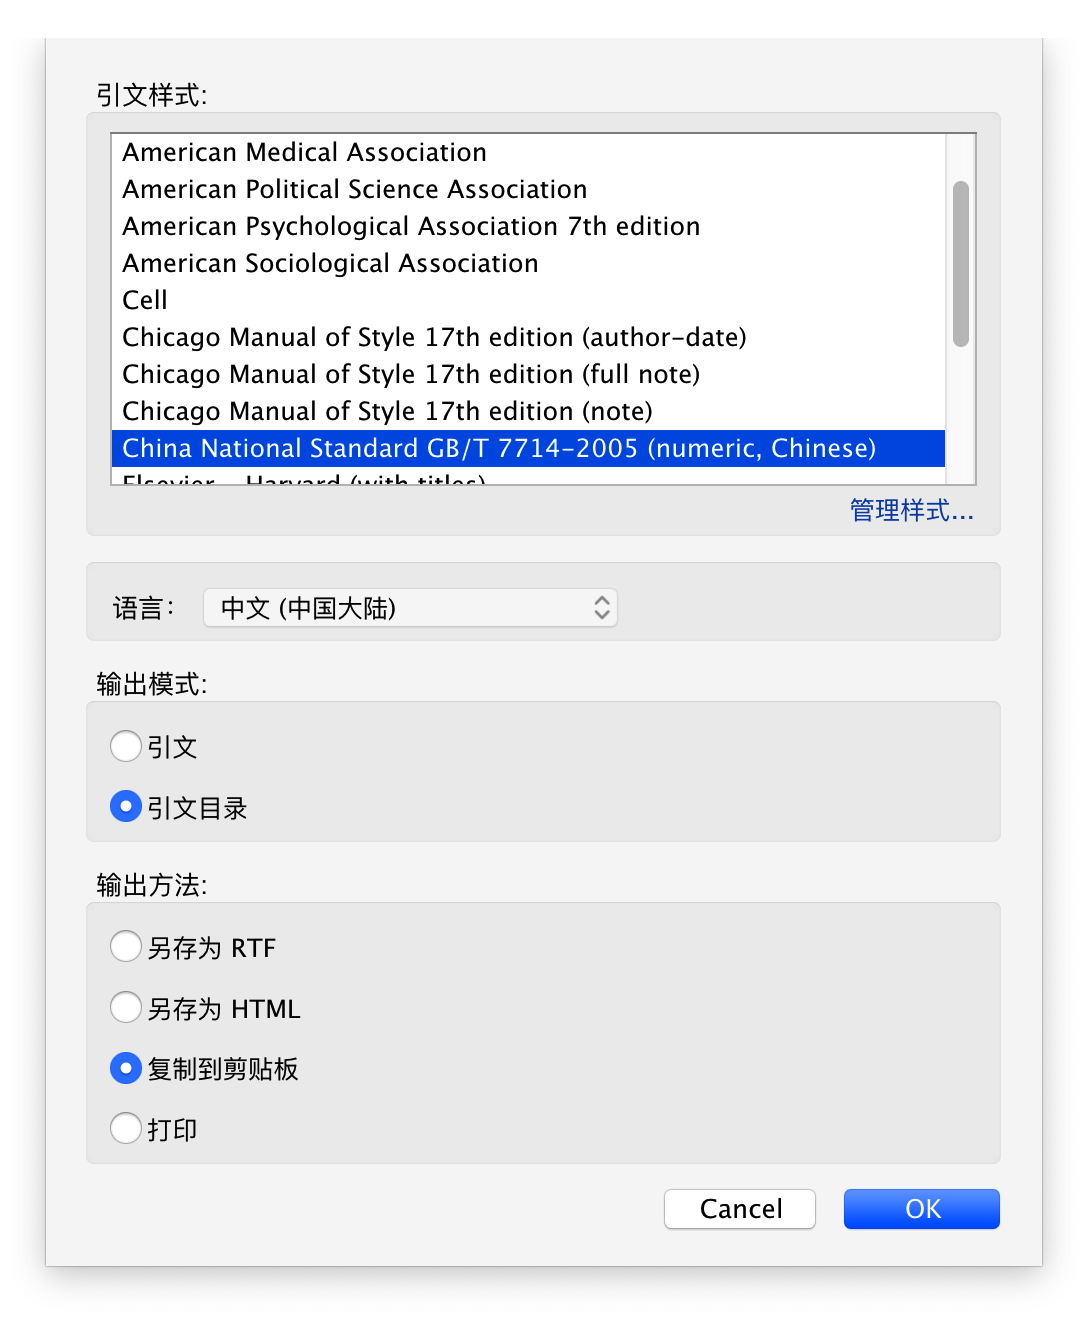 引文样式:
American Medical Association
American Political Science Association
American Psychological Association 7th edition
American Sociological Association
Cell
Chicago Manual of Style 17th edition (author-date)
Chicago Manual of Style 17th edition (full note)
Chicago Manual of Style 17th edition (note)
China National Standard GB/T 7714-2005 (numeric, Chinese)
Elsevier - Harvard (with titles)
管理样式...
语言： 中文 (中国大陆)
输出模式:
引文
引文目录
输出方法:
另存为 RTF
另存为 HTML
复制到剪贴板
打印
Cancel OK